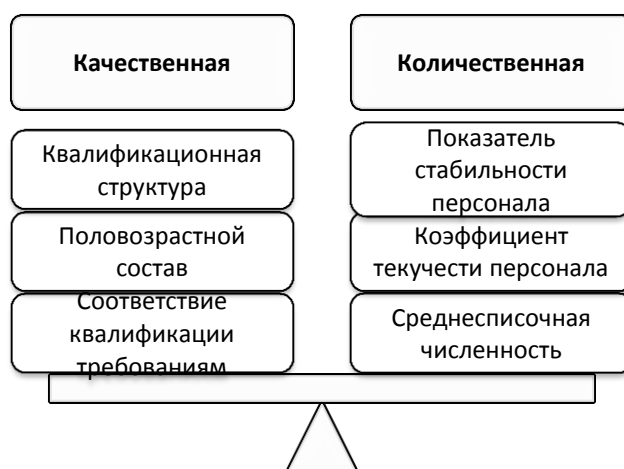 Качественная
Квалификационная
структура
Половозрастной
состав
Соответствие
квалификации
требованиям
Количественная
Показатель
стабильности
персонала
Коэффициент
текучести персонала
Среднесписочная
численность